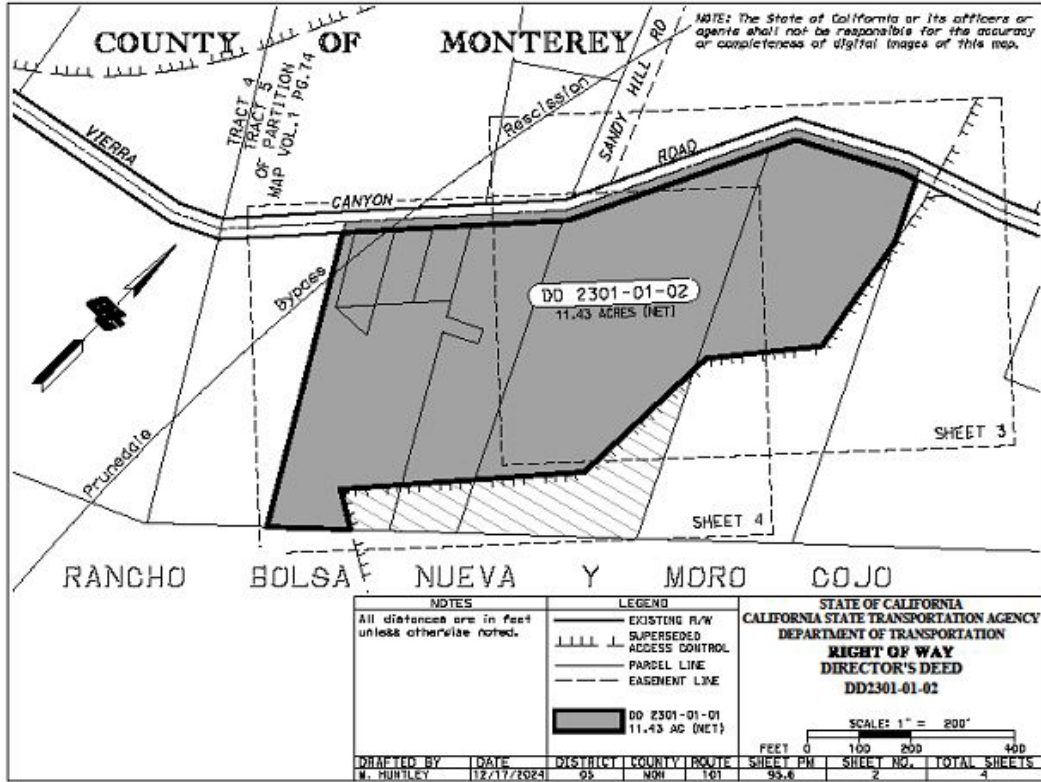 COUNTY OF MONTEREY
NOTE: The State of California or its officers or
agents shall not be responsible for the accuracy
or completeness of digital images of this map.
TRACT 4
TRACT 5
OF PARTITION
MAP VOL.1 PG.74
Rescission
SANDY HILL RD
VIERRA
CANYON
ROAD
Bypass
Prunedale
DD 2301-01-02
11.43 ACRES (NET)
SHEET 3
SHEET 4
RANCHO BOLSA NUEVA Y MORO COJO
NOTES
All distances are in feet
unless otherwise noted.
LEGEND
EXISTING R/W
SUPERSEDED
ACCESS CONTROL
PARCEL LINE
EASEMENT LINE
DD 2301-01-01
11.43 AC (NET)
STATE OF CALIFORNIA
CALIFORNIA STATE TRANSPORTATION AGENCY
DEPARTMENT OF TRANSPORTATION
RIGHT OF WAY
DIRECTOR'S DEED
DD2301-01-02
SCALE: 1" = 200'
FEET 0 100 200 400
DRAFTED BY DATE DISTRICT COUNTY ROUTE SHEET PM SHEET NO. TOTAL SHEETS
W. HUNTLEY 12/17/2024 05 MON 101 95.6 2 4